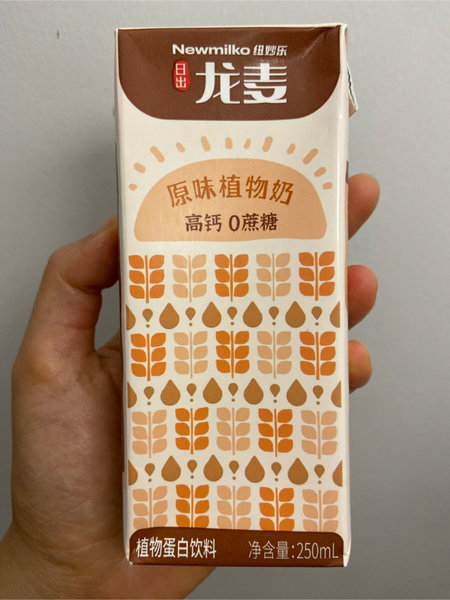 Newmilko 纽妙乐
日出
龙麦
原味植物奶
高钙 0蔗糖
植物蛋白饮料 净含量:250mL